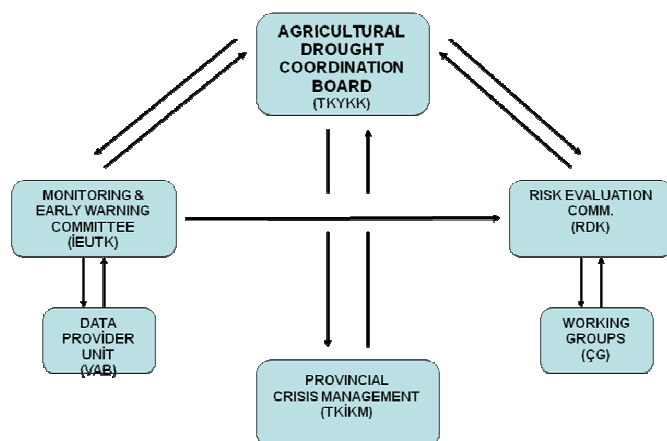 AGRICULTURAL
DROUGHT
COORDINATION
BOARD
(TKYKK)
MONITORING &
EARLY WARNING
COMMITTEE
(İEUTK)
RISK EVALUATION
COMM.
(RDK)
DATA
PROVİDER
UNIT
(VAB)
WORKING
GROUPS
(ÇG)
PROVINCIAL
CRISIS MANAGEMENT
(TKİKM)